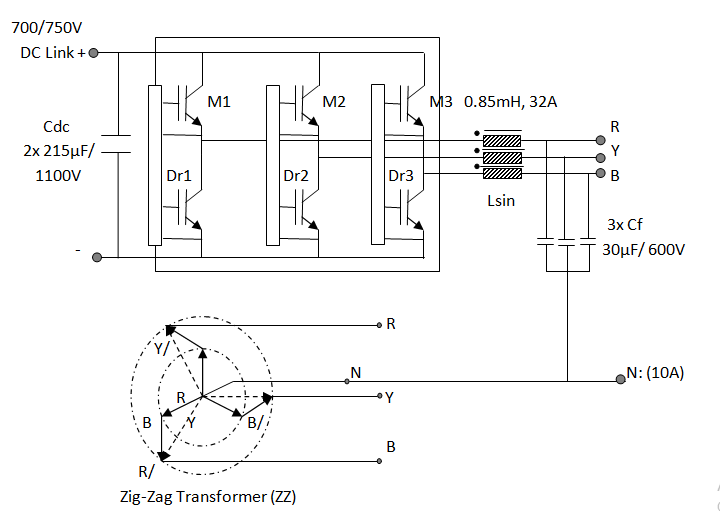 700/750V
DC Link +
M1
M2
M3
0.85mH, 32A
Cdc
2x 215µF/
1100V
R
Y
B
Dr1
Dr2
Dr3
Lsin
3x Cf
30µF/ 600V
-
R
Y/
N
N: (10A)
R
Y
B
Y
B/
B
R/
Zig-Zag Transformer (ZZ)